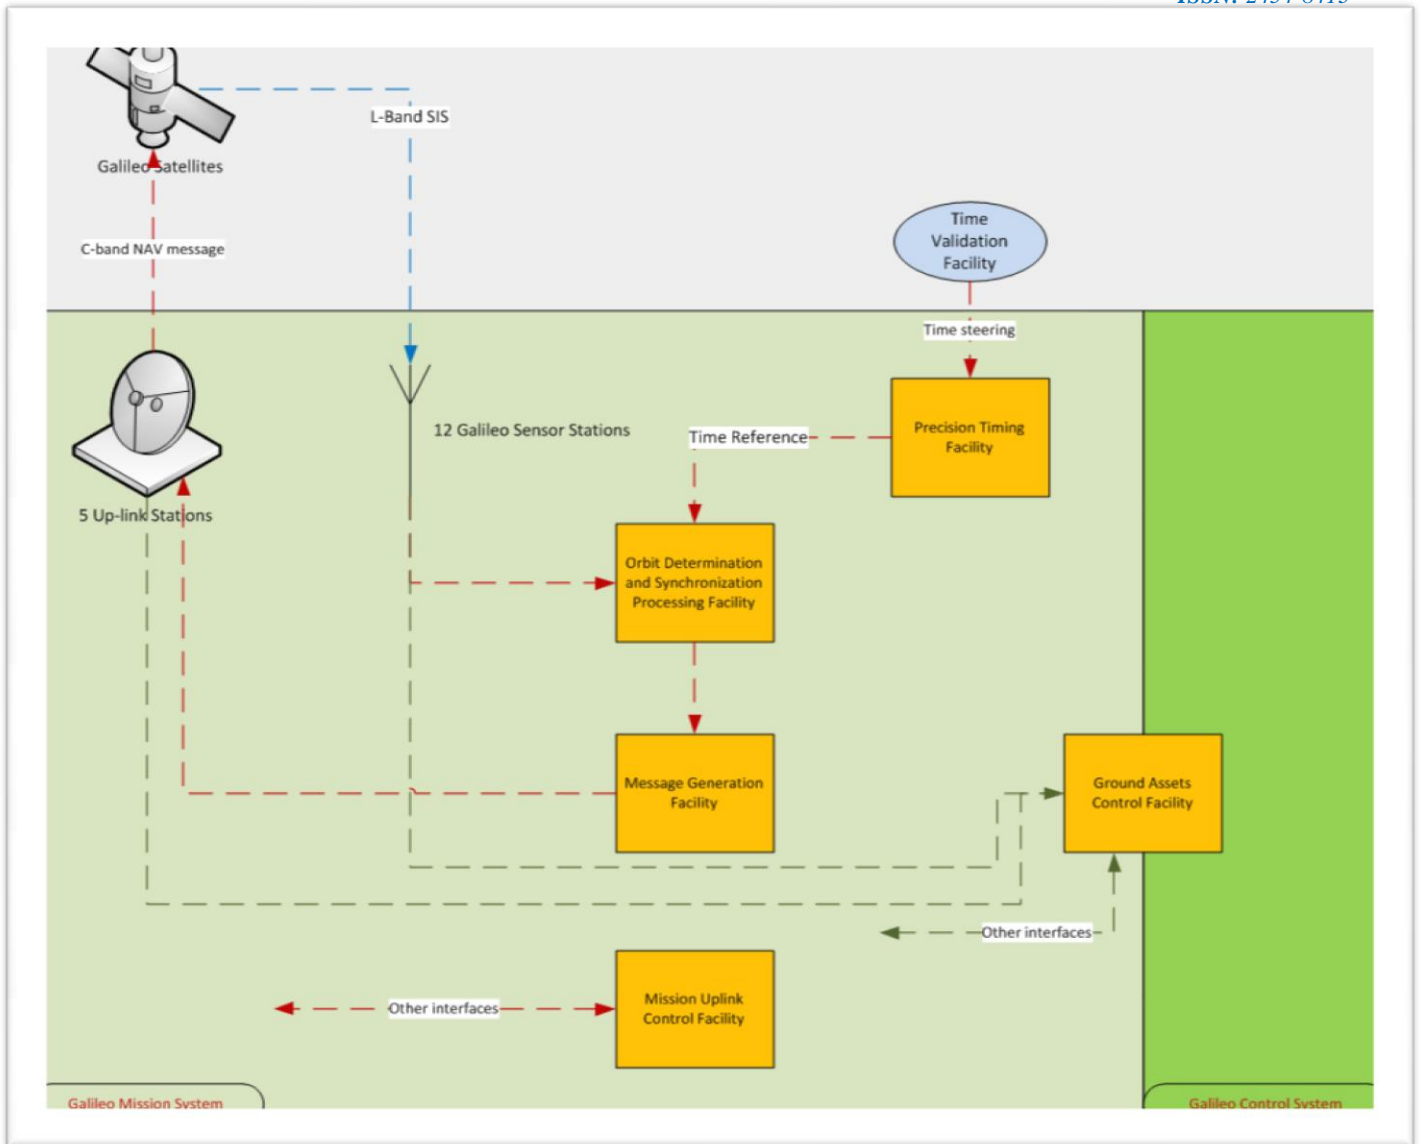 L-Band SIS
Galileo Satellites
Time
Validation
Facility
C-band NAV message
Time steering
Precision Timing
Facility
12 Galileo Sensor Stations
Time Reference
5 Up-link Stations
Orbit Determination
and Synchronization
Processing Facility
Message Generation
Facility
Ground Assets
Control Facility
Other interfaces
Other interfaces
Mission Uplink
Control Facility
Galileo Mission System
Galileo Control System